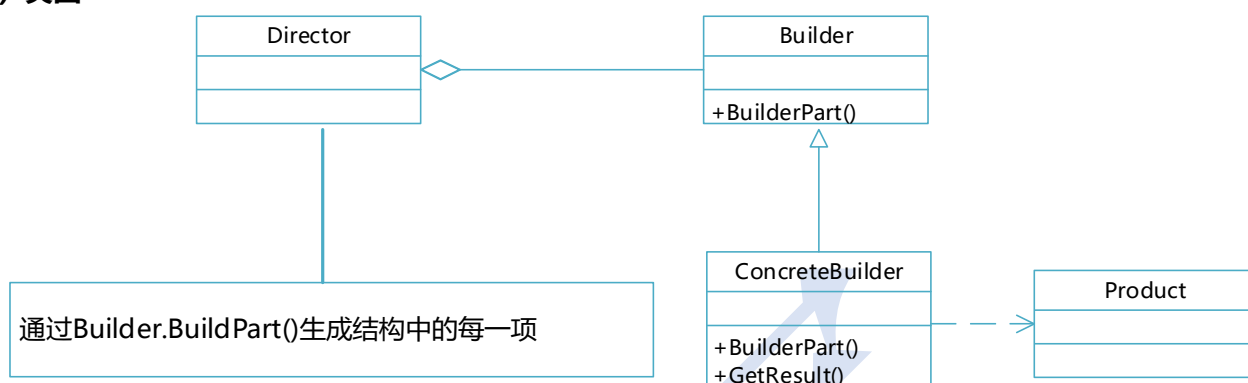 Director
Builder
+BuilderPart()
ConcreteBuilder
Product
通过Builder.BuildPart()生成结构中的每一项
+BuilderPart()
+GetResult()